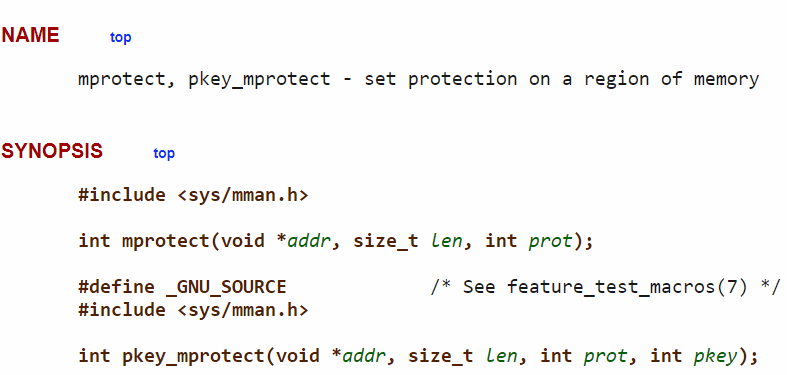 NAME top
mprotect, pkey_mprotect - set protection on a region of memory
SYNOPSIS top
#include <sys/mman.h>
int mprotect(void *addr, size_t len, int prot);
#define _GNU_SOURCE /* See feature_test_macros(7) */
#include <sys/mman.h>
int pkey_mprotect(void *addr, size_t len, int prot, int pkey);